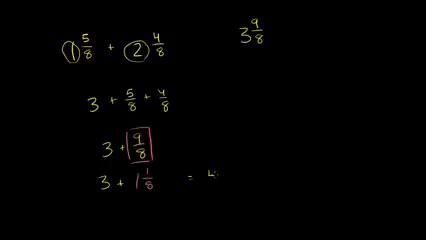 1 5/8 + 2 4/8
3 9/8
3 + 5/8 + 4/8
3 + 9/8
3 + 1 1/8 = 4